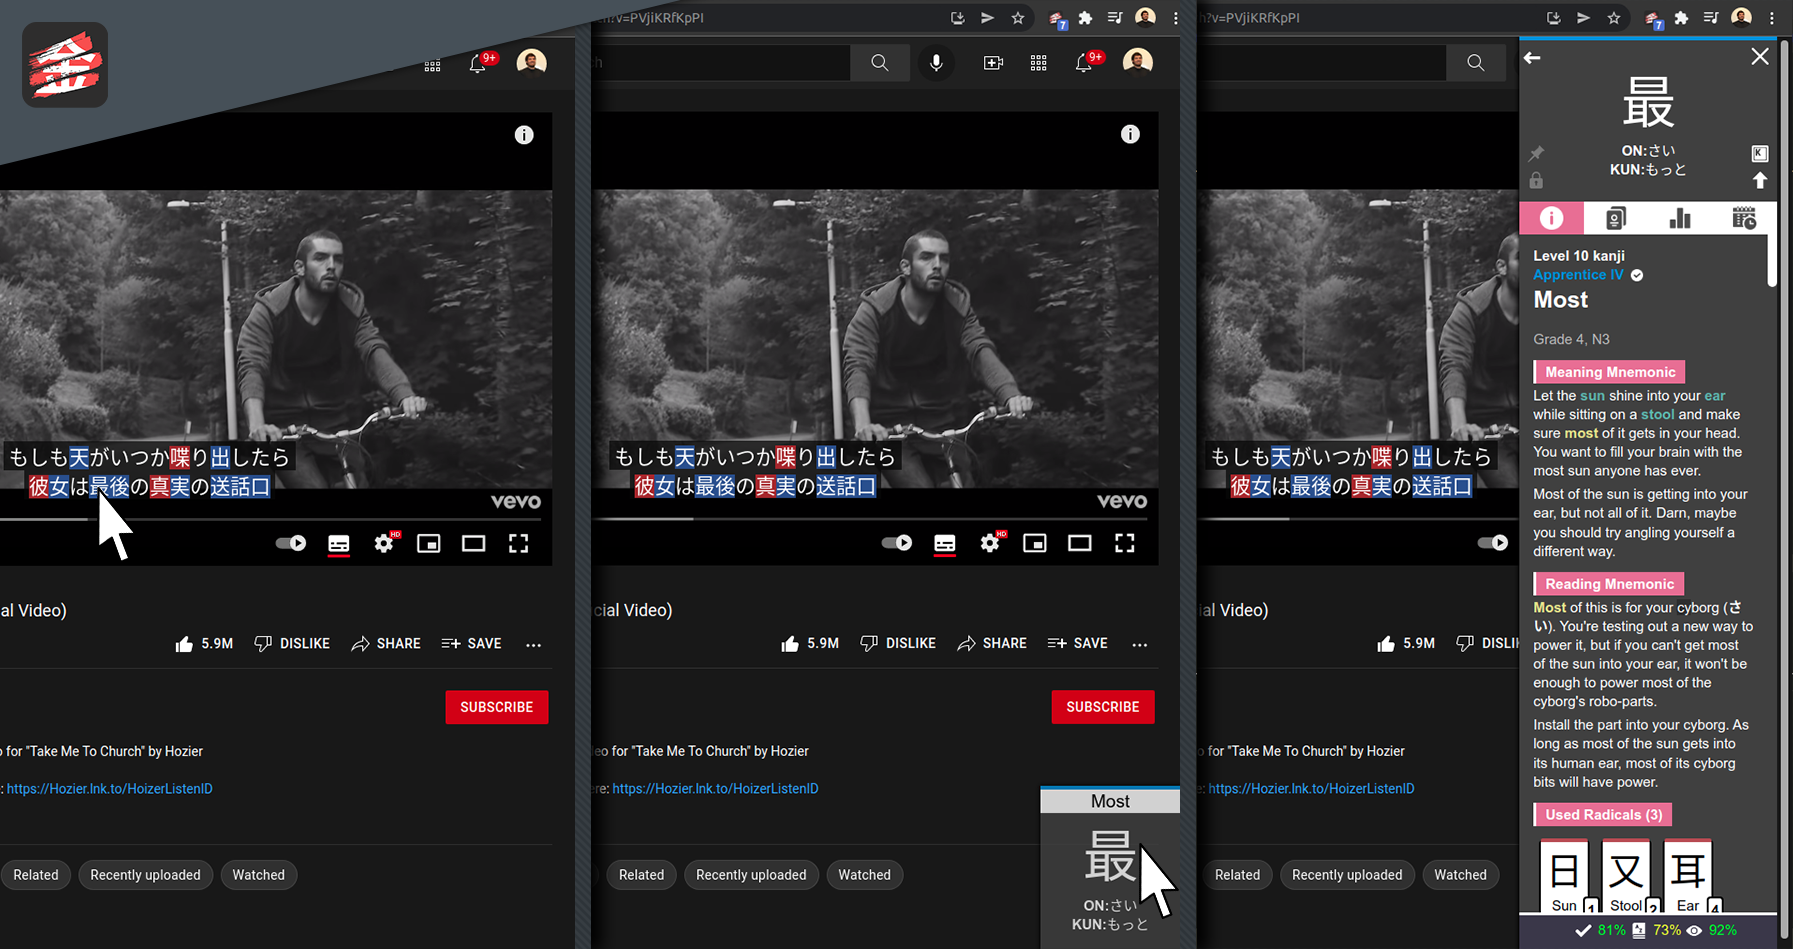 9+
もしも天がいつか喋り出したら
彼女は最後の真実の送話口
vevo
HD
al Video)
5.9M DISLIKE SHARE SAVE
SUBSCRIBE
o for "Take Me To Church" by Hozier
: https://Hozier.lnk.to/HoizerListenID
Related Recently uploaded Watched
h?v=PVjiKRfKpPI
7
ch
9+
もしも天がいつか喋り出したら
彼女は最後の真実の送話口
vevo
HD
cial Video)
5.9M DISLIKE SHARE SAVE
SUBSCRIBE
eo for "Take Me To Church" by Hozier
ere: https://Hozier.lnk.to/HoizerListenID
Related Recently uploaded Watched
Most
最
ON:さい
KUN:もっと
h?v=PVjiKRfKpPI
7
もしも天がいつか喋り出したら
彼女は最後の真実の送話口
ial Video)
5.9M DISLI
o for "Take Me To Church" by Hozier
e: https://Hozier.lnk.to/HoizerListenID
Related Recently uploaded Watched
最
ON:さい
KUN:もっと
K
Level 10 kanji
Apprentice IV
Most
Grade 4, N3
Meaning Mnemonic
Let the sun shine into your ear
while sitting on a stool and make
sure most of it gets in your head.
You want to fill your brain with the
most sun anyone has ever.
Most of the sun is getting into your
ear, but not all of it. Darn, maybe
you should try angling yourself a
different way.
Reading Mnemonic
Most of this is for your cyborg (さ
い). You're testing out a new way to
power it, but if you can't get most
of the sun into your ear, it won't be
enough to power most of the
cyborg's robo-parts.
Install the part into your cyborg. As
long as most of the sun gets into
its human ear, most of its cyborg
bits will have power.
Used Radicals (3)
日 又 耳
Sun 1 Stool 2 Ear 4
81% 73% 92%